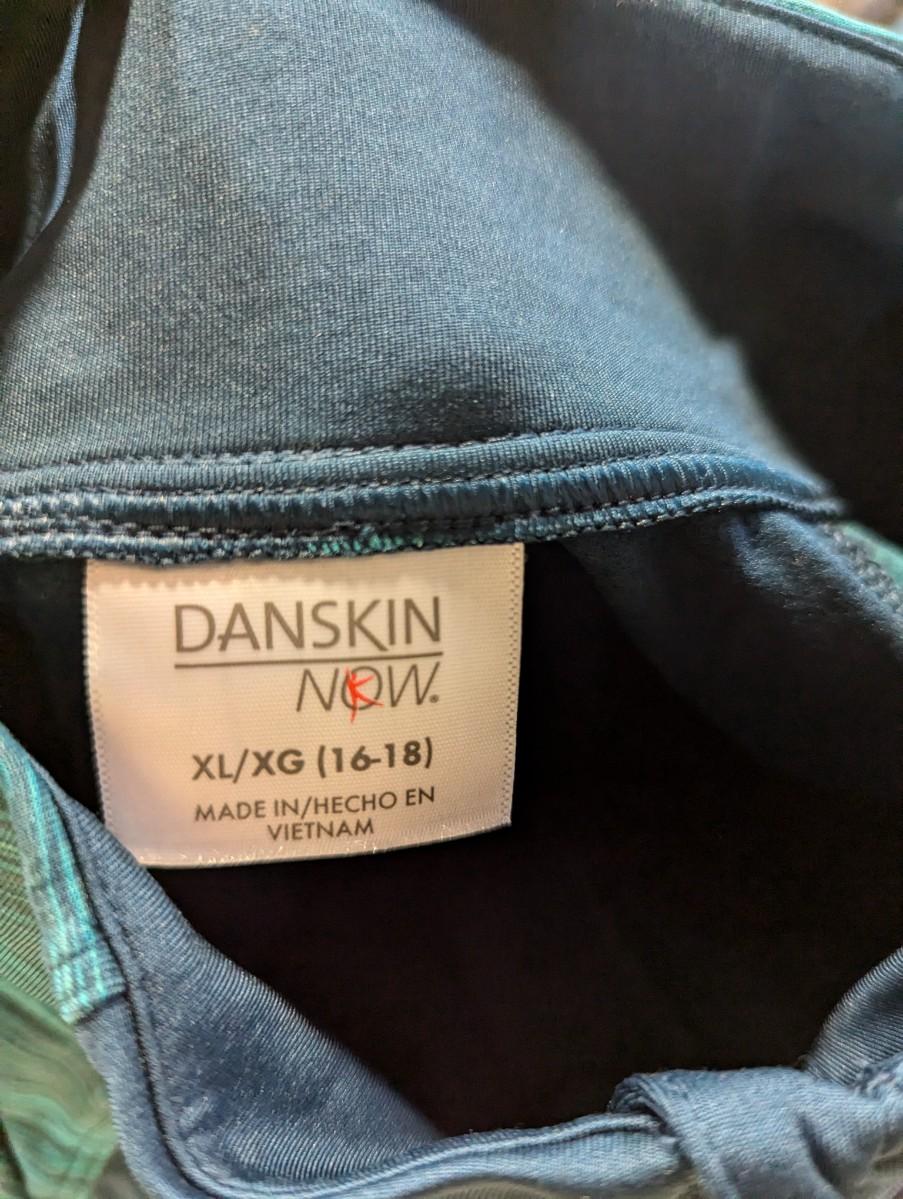 DANSKIN
NOW®
XL/XG (16-18)
MADE IN/HECHO EN
VIETNAM